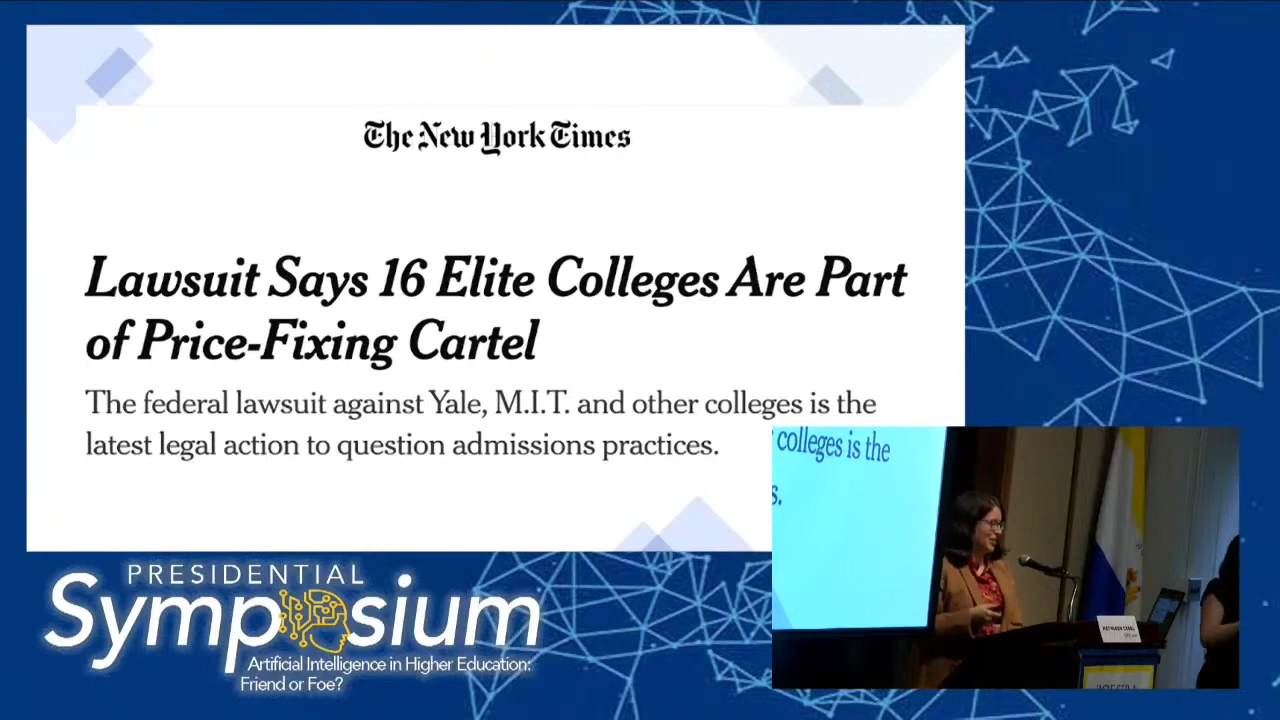 The New York Times
Lawsuit Says 16 Elite Colleges Are Part
of Price-Fixing Cartel
The federal lawsuit against Yale, M.I.T. and other colleges is the
latest legal action to question admissions practices.
colleges is the
s.
PRESIDENTIAL
Symposium
Artificial Intelligence in Higher Education:
Friend or Foe?